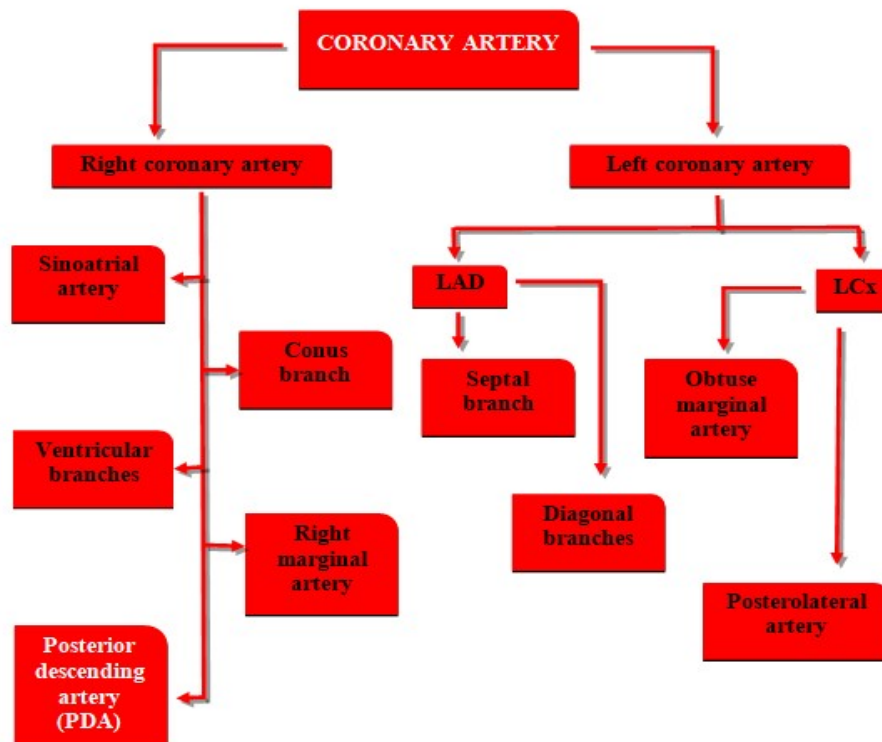 CORONARY ARTERY
Right coronary artery
Left coronary artery
Sinoatrial
artery
LAD
LCx
Conus
branch
Septal
branch
Obtuse
marginal
artery
Ventricular
branches
Right
marginal
artery
Diagonal
branches
Posterolateral
artery
Posterior
descending
artery
(PDA)